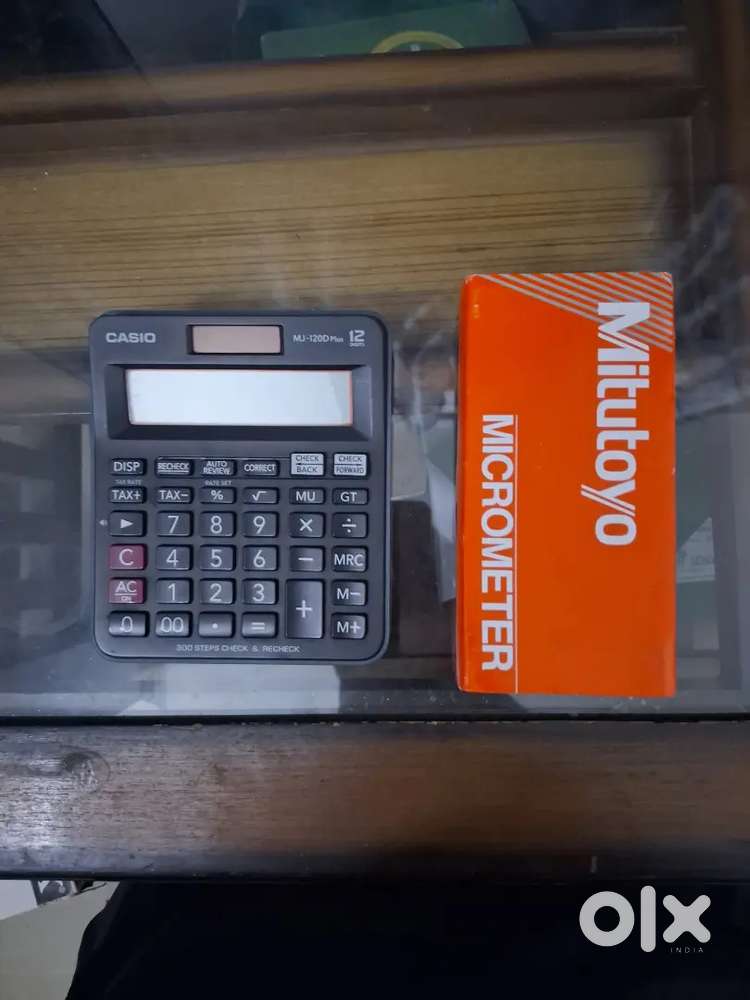 CASIO
MJ-120D Plus 12
DIGITS
DISP RECHECK AUTO REVIEW CORRECT CHECK BACK CHECK FORWARD
TAX RATE RATE SET
TAX+ TAX− % √ MU GT
▶ 7 8 9 × ÷
C 4 5 6 − MRC
AC ON 1 2 3 + M−
0 00 • = M+
300 STEPS CHECK & RECHECK
Mitutoyo
MICROMETER
olx
INDIA